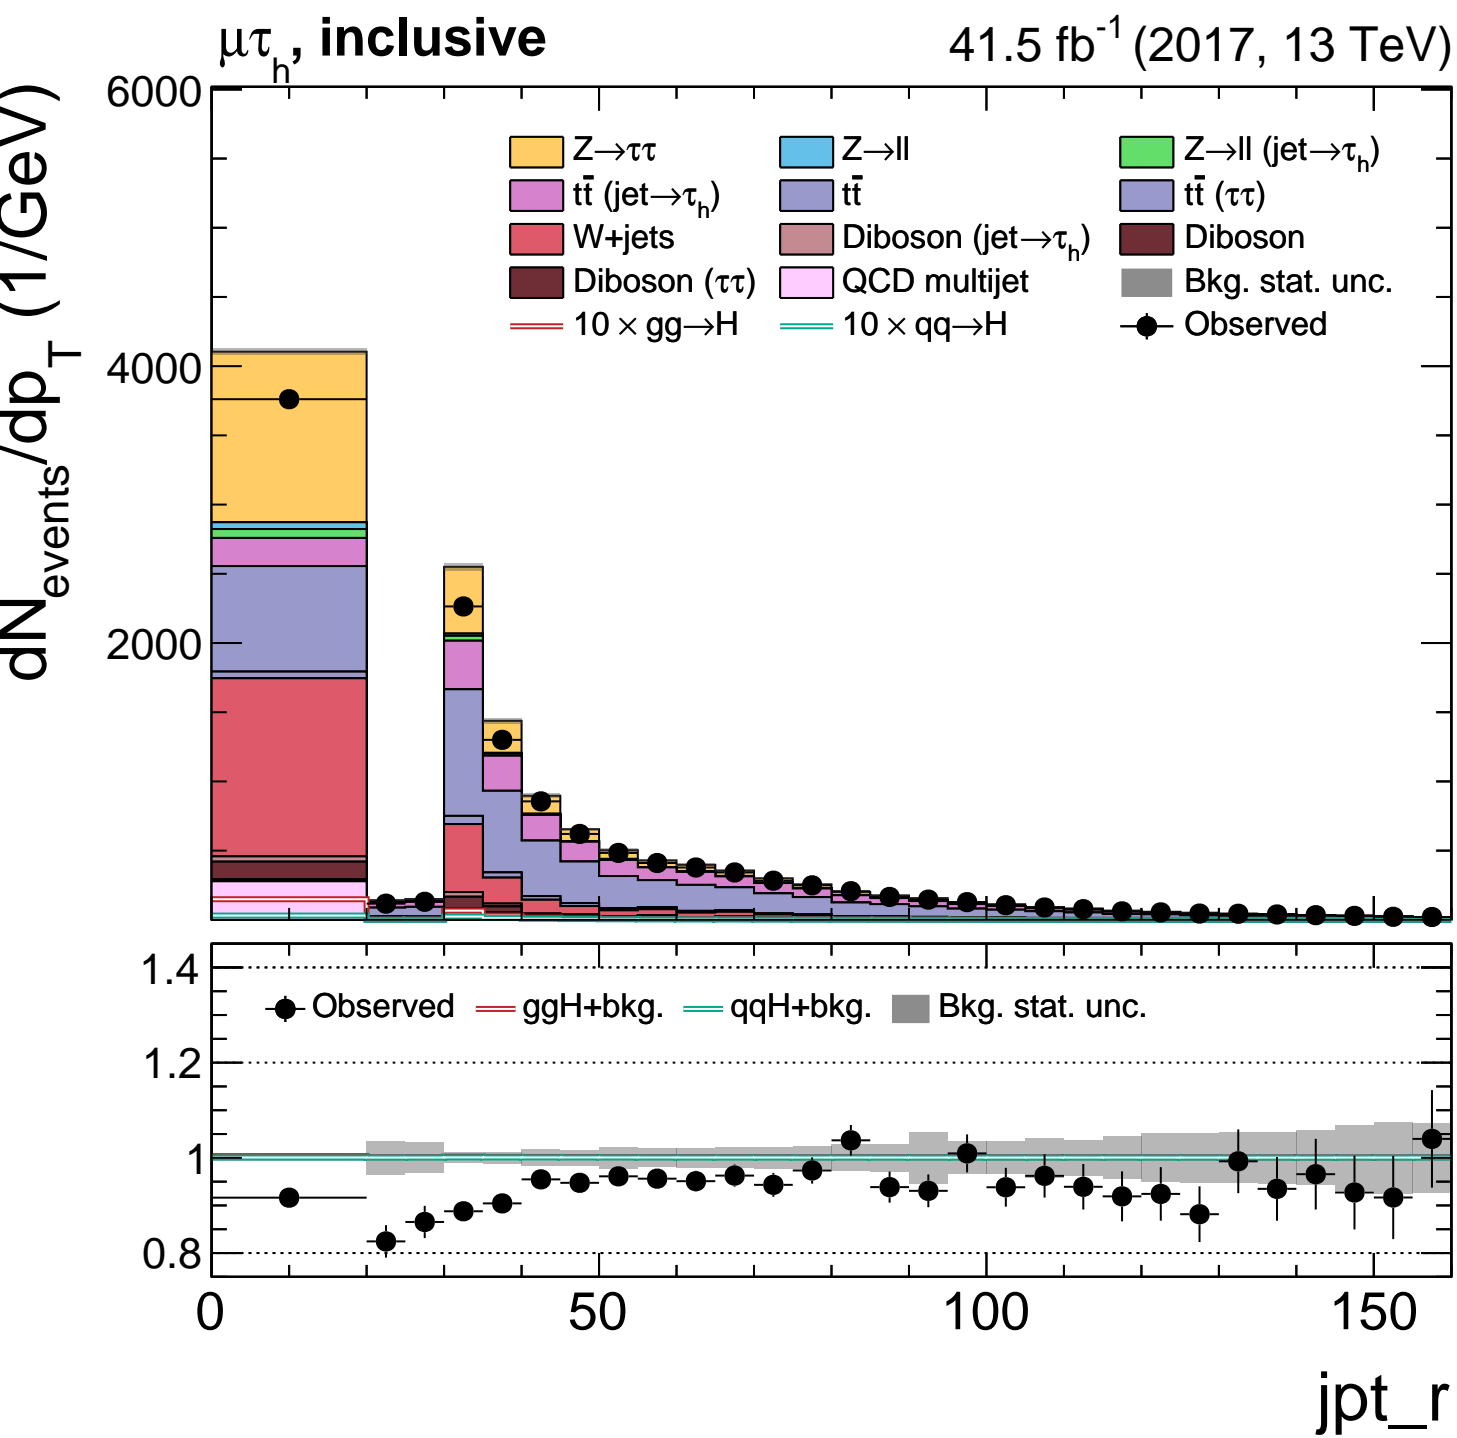 μτh, inclusive 41.5 fb-1 (2017, 13 TeV)
dNevents/dpT (1/GeV)
6000
4000
2000
Z→ττ Z→ll Z→ll (jet→τh)
tt̄ (jet→τh) tt̄ tt̄ (ττ)
W+jets Diboson (jet→τh) Diboson
Diboson (ττ) QCD multijet Bkg. stat. unc.
10 × gg→H 10 × qq→H Observed
1.4
Observed ggH+bkg. qqH+bkg. Bkg. stat. unc.
1.2
1
0.8
0 50 100 150
jpt_r